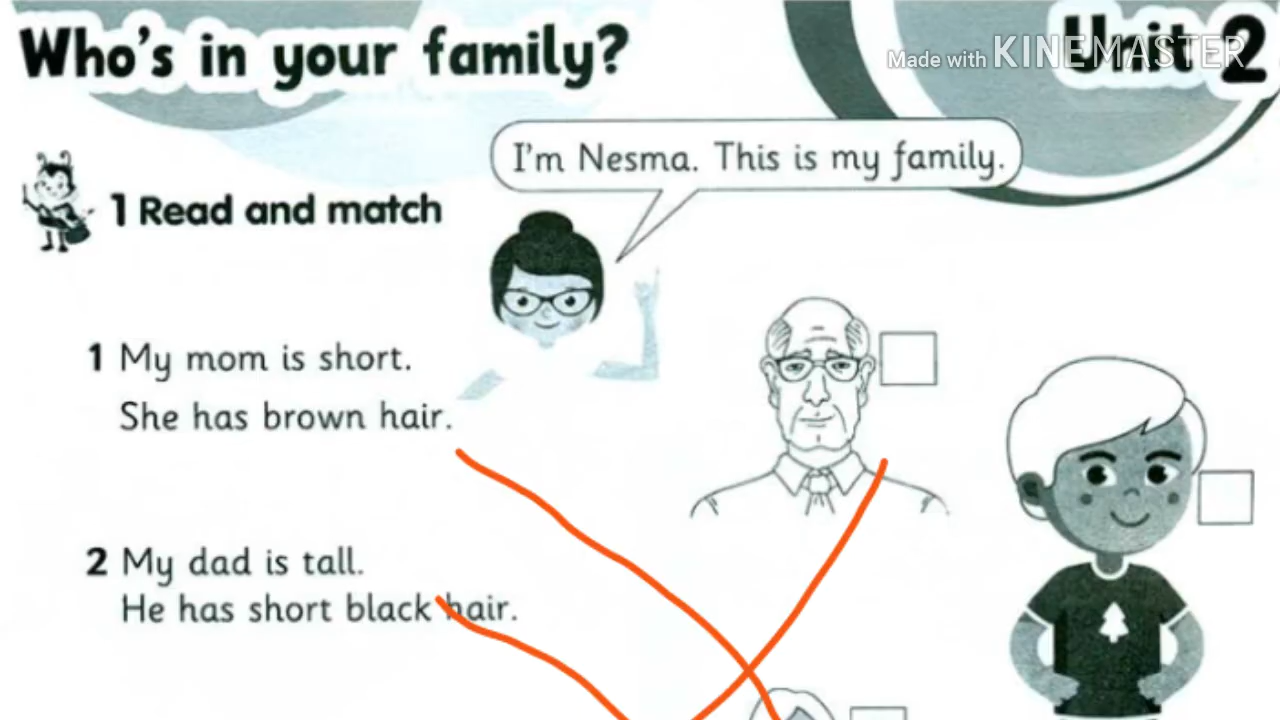 Who's in your family?
Unit 2
Made with KINEMASTER
I'm Nesma. This is my family.
1 Read and match
1 My mom is short.
She has brown hair.
2 My dad is tall.
He has short black hair.